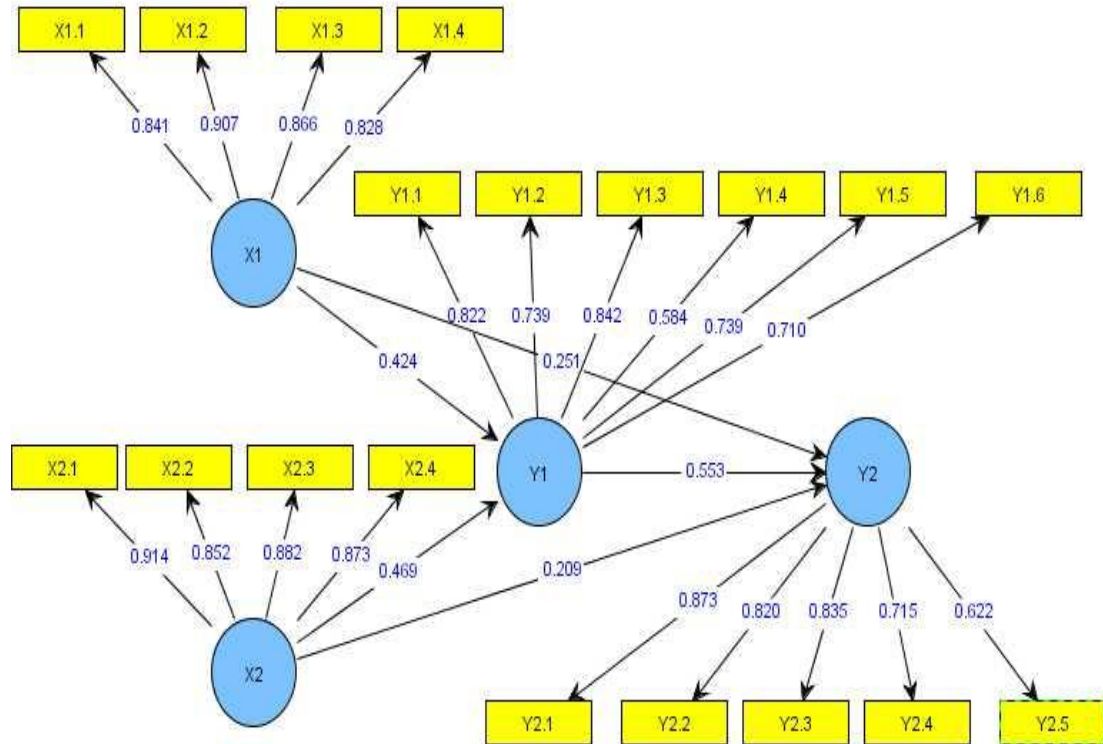 X1.1 X1.2 X1.3 X1.4
0.841 0.907 0.866 0.828
Y1.1 Y1.2 Y1.3 Y1.4 Y1.5 Y1.6
X1
0.822 0.739 0.842 0.584 0.739 0.710
0.424 0.251
X2.1 X2.2 X2.3 X2.4
Y1 0.553 Y2
0.914 0.852 0.882 0.873
0.469 0.209
0.873 0.820 0.835 0.715 0.622
X2
Y2.1 Y2.2 Y2.3 Y2.4 Y2.5